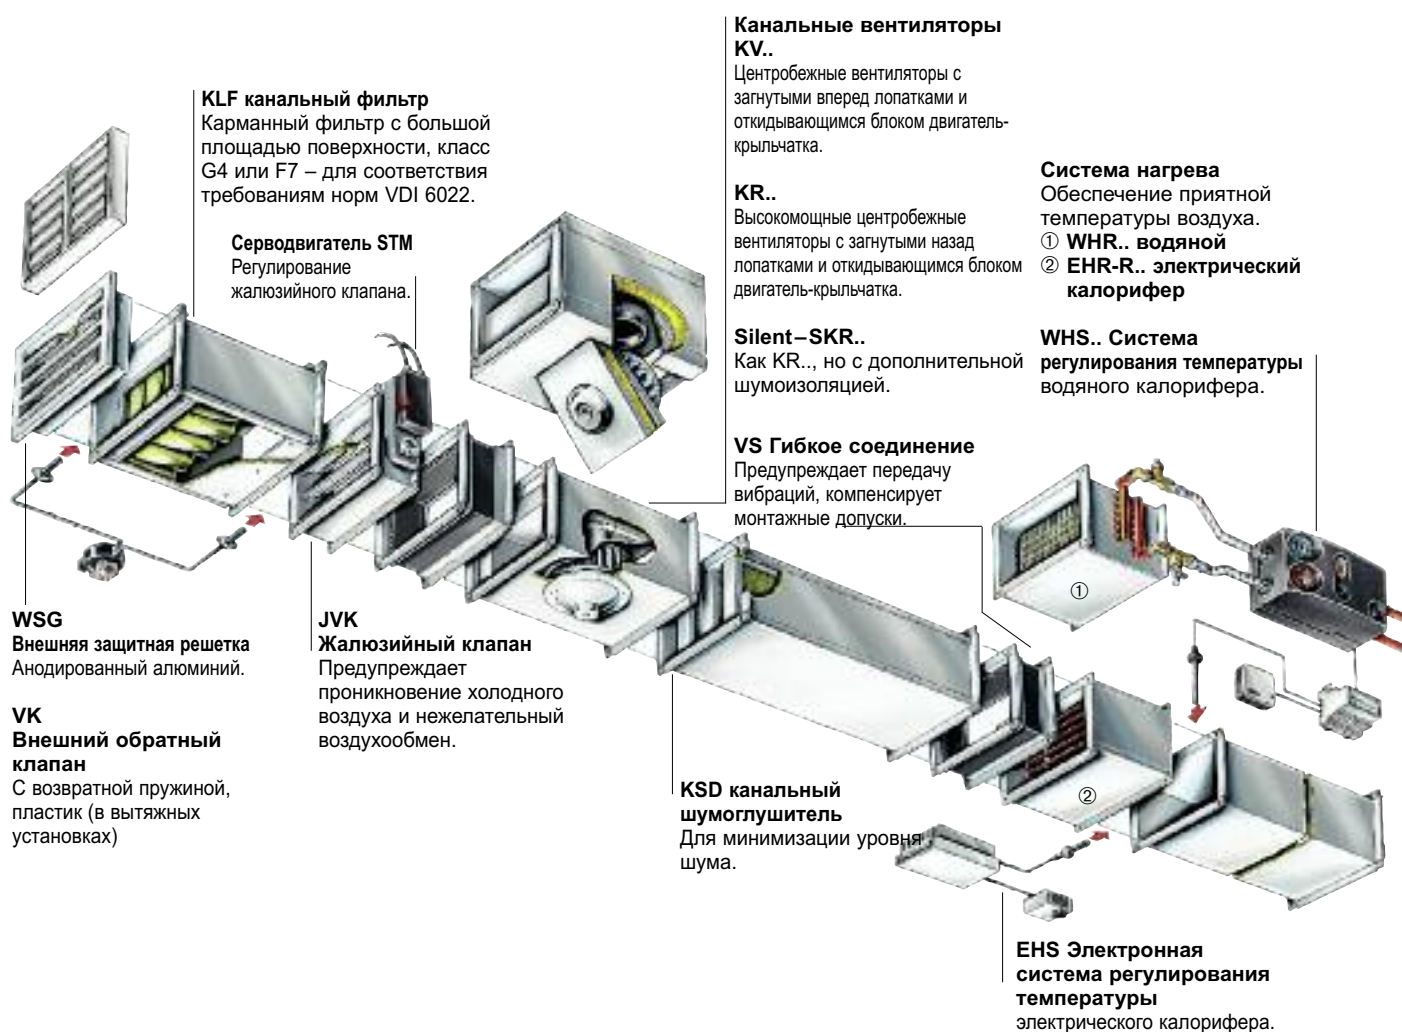 Канальные вентиляторы
KV..
Центробежные вентиляторы с
загнутыми вперед лопатками и
откидывающимся блоком двигатель-
крыльчатка.
KLF канальный фильтр
Карманный фильтр с большой
площадью поверхности, класс
G4 или F7 – для соответствия
требованиям норм VDI 6022.
Система нагрева
Обеспечение приятной
температуры воздуха.
① WHR.. водяной
② EHR-R.. электрический
калорифер
KR..
Высокомощные центробежные
вентиляторы с загнутыми назад
лопатками и откидывающимся блоком
двигатель-крыльчатка.
Серводвигатель STM
Регулирование
жалюзийного клапана.
Silent–SKR..
Как KR.., но с дополнительной
шумоизоляцией.
WHS.. Система
регулирования температуры
водяного калорифера.
VS Гибкое соединение
Предупреждает передачу
вибраций, компенсирует
монтажные допуски.
①
WSG
Внешняя защитная решетка
Анодированный алюминий.
JVK
Жалюзийный клапан
Предупреждает
проникновение холодного
воздуха и нежелательный
воздухообмен.
VK
Внешний обратный
клапан
С возвратной пружиной,
пластик (в вытяжных
установках)
KSD канальный
шумоглушитель
Для минимизации уровня
шума.
②
EHS Электронная
система регулирования
температуры
электрического калорифера.